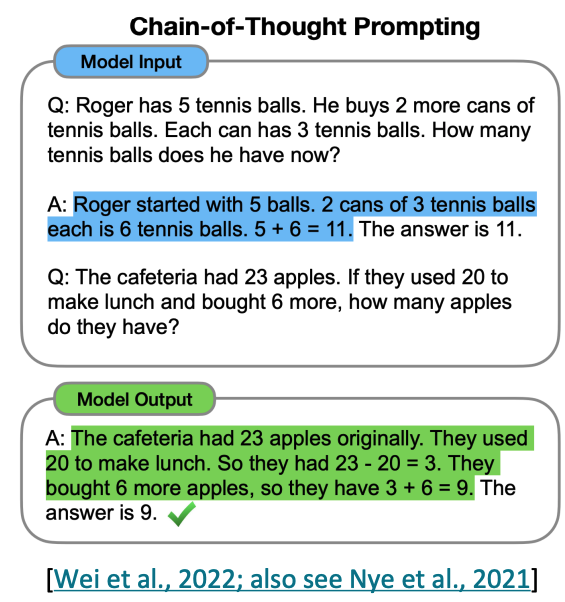 Chain-of-Thought Prompting
Model Input
Q: Roger has 5 tennis balls. He buys 2 more cans of
tennis balls. Each can has 3 tennis balls. How many
tennis balls does he have now?
A: Roger started with 5 balls. 2 cans of 3 tennis balls
each is 6 tennis balls. 5 + 6 = 11. The answer is 11.
Q: The cafeteria had 23 apples. If they used 20 to
make lunch and bought 6 more, how many apples
do they have?
Model Output
A: The cafeteria had 23 apples originally. They used
20 to make lunch. So they had 23 - 20 = 3. They
bought 6 more apples, so they have 3 + 6 = 9. The
answer is 9.
[Wei et al., 2022; also see Nye et al., 2021]